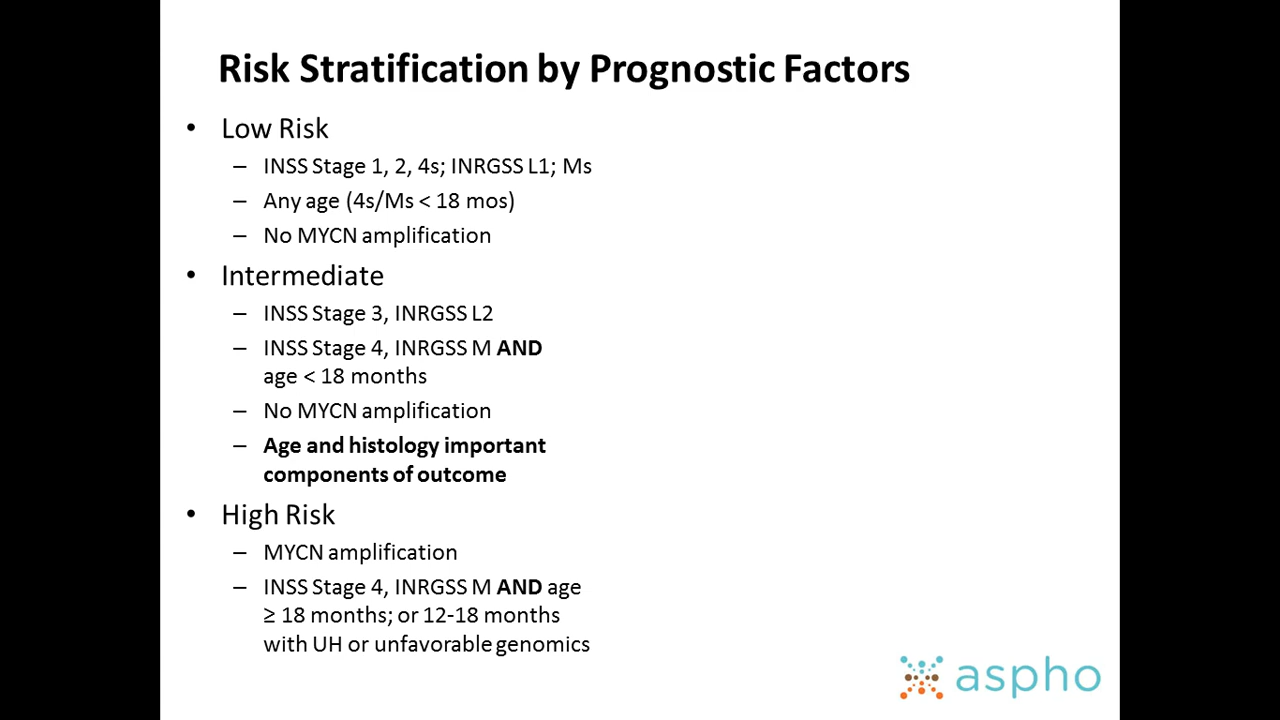 Risk Stratification by Prognostic Factors
• Low Risk
– INSS Stage 1, 2, 4s; INRGSS L1; Ms
– Any age (4s/Ms < 18 mos)
– No MYCN amplification
• Intermediate
– INSS Stage 3, INRGSS L2
– INSS Stage 4, INRGSS M AND
age < 18 months
– No MYCN amplification
– Age and histology important
components of outcome
• High Risk
– MYCN amplification
– INSS Stage 4, INRGSS M AND age
≥ 18 months; or 12-18 months
with UH or unfavorable genomics
aspho